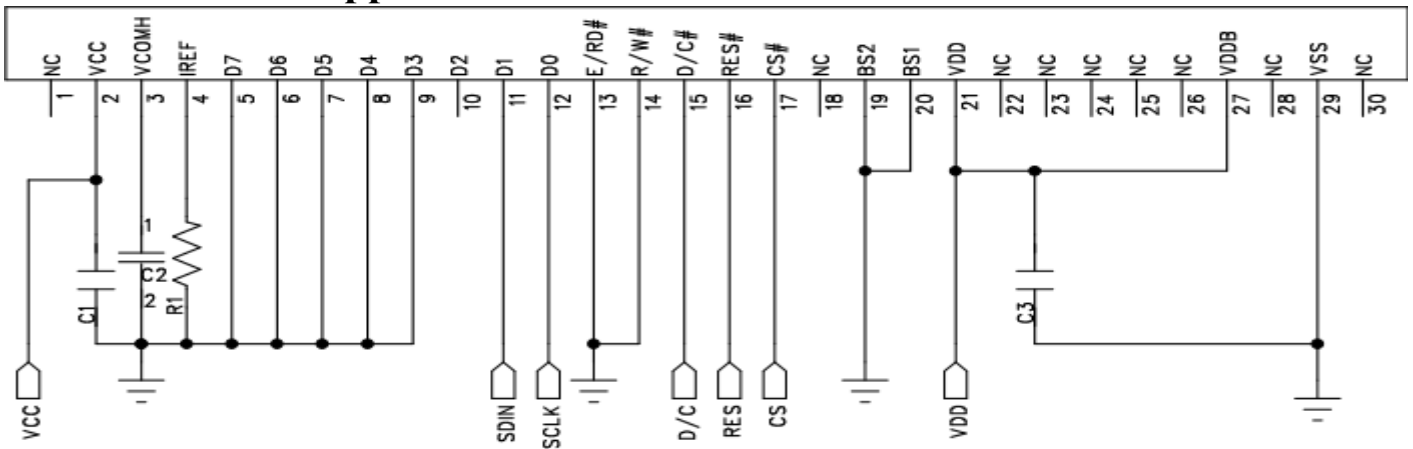 NC VCC VCOMH IREF D7 D6 D5 D4 D3 D2 D1 D0 E/RD# R/W# D/C# RES# CS# NC BS2 BS1 VDD NC NC NC NC NC VDDB NC VSS NC
1 2 3 4 5 6 7 8 9 10 11 12 13 14 15 16 17 18 19 20 21 22 23 24 25 26 27 28 29 30
1
C2
2
C1
R1
C3
VCC SDIN SCLK D/C RES CS VDD